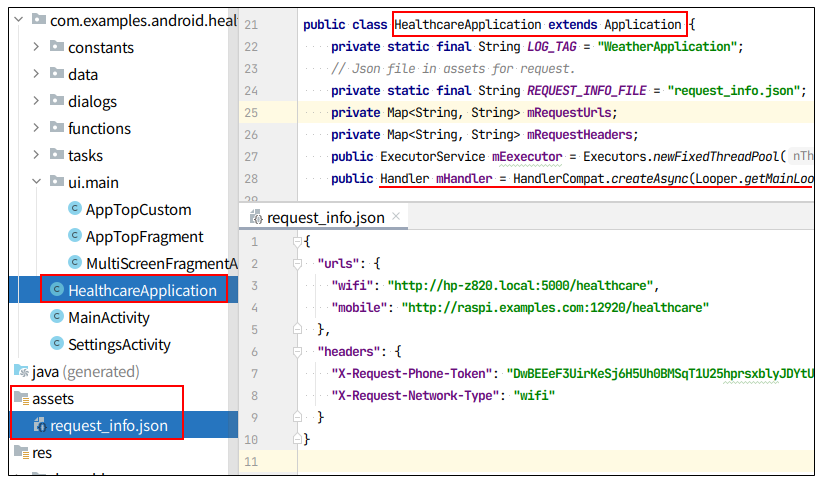 com.examples.android.heal
constants
data
dialogs
functions
tasks
ui.main
AppTopCustom
AppTopFragment
MultiScreenFragmentA
HealthcareApplication
MainActivity
SettingsActivity
java (generated)
assets
request_info.json
res
21 public class HealthcareApplication extends Application {
22 private static final String LOG_TAG = "WeatherApplication";
23 // Json file in assets for request.
24 private static final String REQUEST_INFO_FILE = "request_info.json";
25 private Map<String, String> mRequestUrls;
26 private Map<String, String> mRequestHeaders;
27 public ExecutorService mEexecutor = Executors.newFixedThreadPool( nTh
28 public Handler mHandler = HandlerCompat.createAsync(Looper.getMainLoo
request_info.json ×
1 {
2 "urls": {
3 "wifi": "http://hp-z820.local:5000/healthcare",
4 "mobile": "http://raspi.examples.com:12920/healthcare"
5 },
6 "headers": {
7 "X-Request-Phone-Token": "DwBEEeF3UirKeSj6H5Uh0BMSqT1U25hprsxblyJDYtU
8 "X-Request-Network-Type": "wifi"
9 }
10 }
11